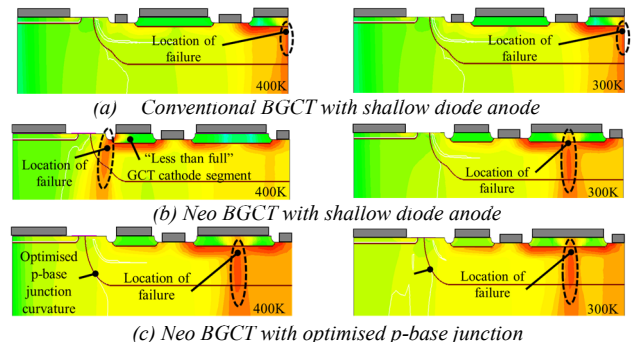 Location of
failure
400K
Location of
failure
300K
(a) Conventional BGCT with shallow diode anode
Location of
failure
“Less than full”
GCT cathode segment
400K
Location of
failure
300K
(b) Neo BGCT with shallow diode anode
Optimised
p-base
junction
curvature
Location of
failure
400K
Location of
failure
300K
(c) Neo BGCT with optimised p-base junction